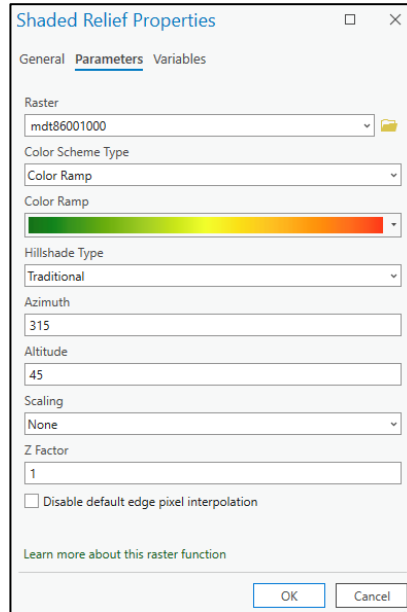 Shaded Relief Properties
General Parameters Variables
Raster
mdt86001000
Color Scheme Type
Color Ramp
Color Ramp
Hillshade Type
Traditional
Azimuth
315
Altitude
45
Scaling
None
Z Factor
1
Disable default edge pixel interpolation
Learn more about this raster function
OK Cancel